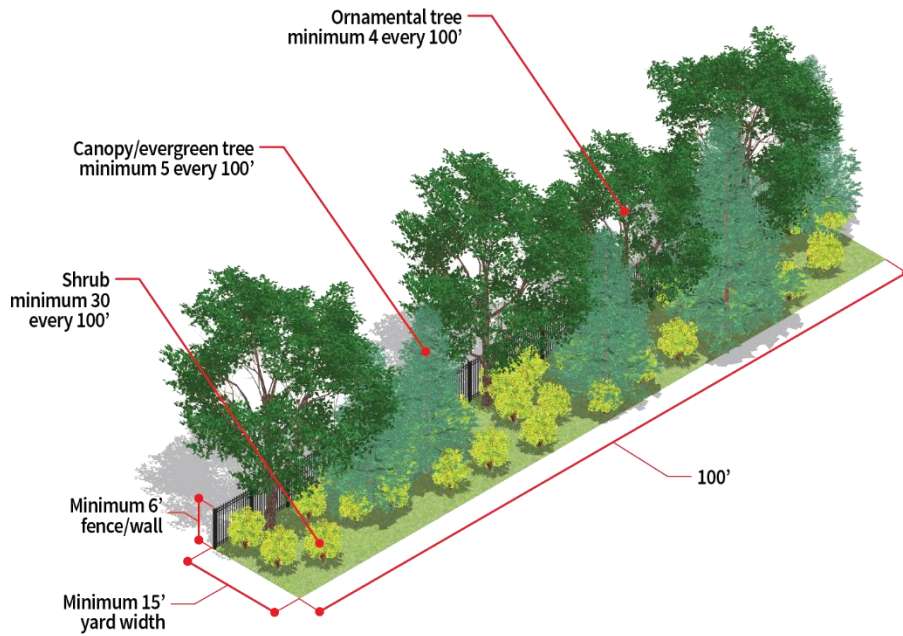 Ornamental tree
minimum 4 every 100’
Canopy/evergreen tree
minimum 5 every 100’
Shrub
minimum 30
every 100’
100’
Minimum 6’
fence/wall
Minimum 15’
yard width